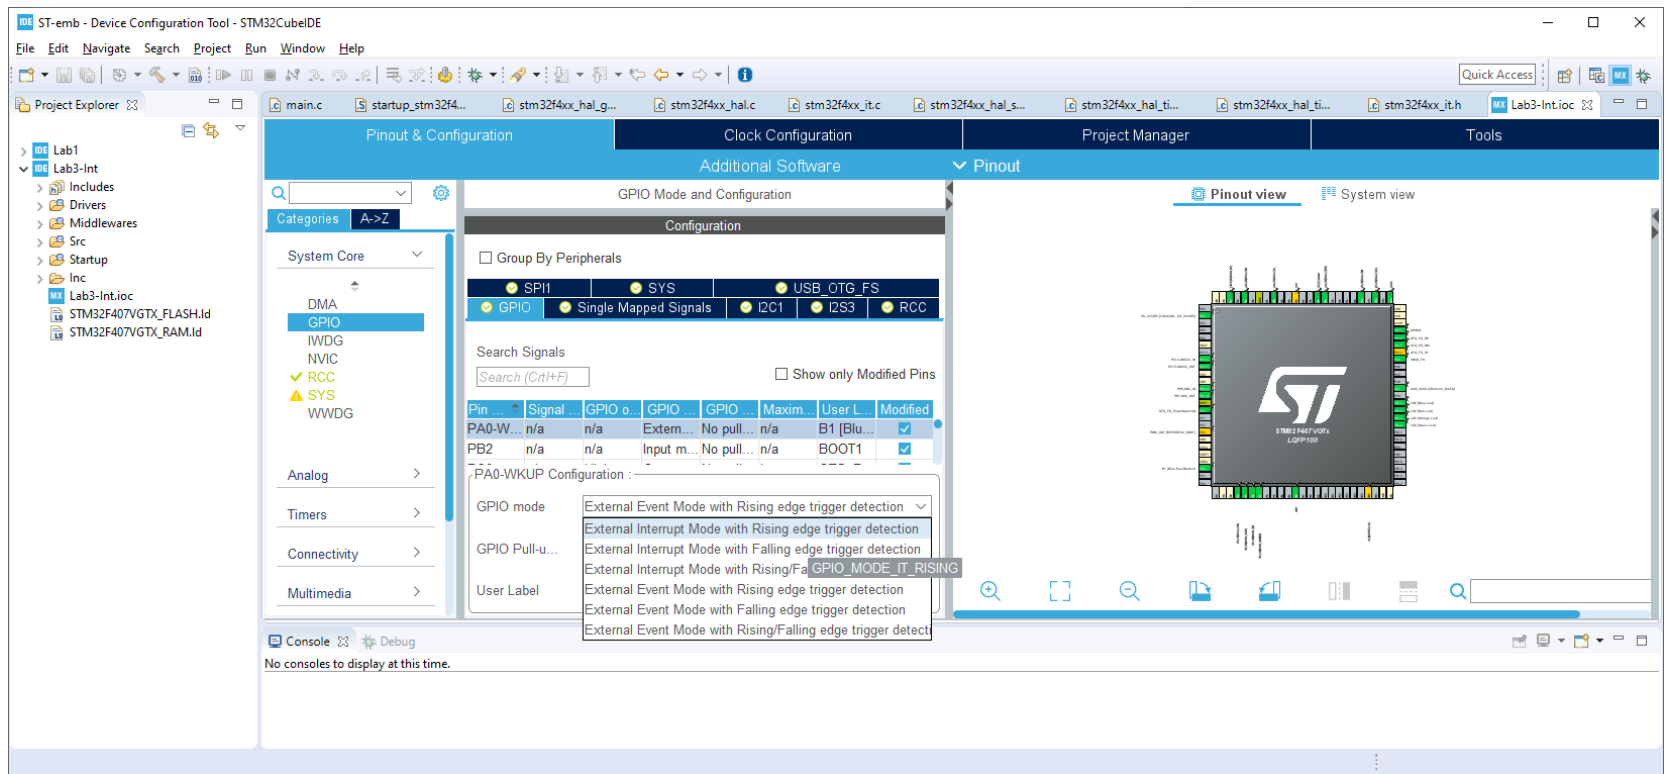 IDE ST-emb - Device Configuration Tool - STM32CubeIDE
File Edit Navigate Search Project Run Window Help
Quick Access
MX
Project Explorer
main.c
startup_stm32f4...
stm32f4xx_hal_g...
stm32f4xx_hal.c
stm32f4xx_it.c
stm32f4xx_hal_s...
stm32f4xx_hal_ti...
stm32f4xx_hal_ti...
stm32f4xx_it.h
MX Lab3-Int.ioc
IDE Lab1
IDE Lab3-Int
Includes
Drivers
Middlewares
Src
Startup
Inc
MX Lab3-Int.ioc
STM32F407VGTX_FLASH.ld
STM32F407VGTX_RAM.ld
Pinout & Configuration
Clock Configuration
Project Manager
Tools
Additional Software
Pinout
Categories
A->Z
System Core
DMA
GPIO
IWDG
NVIC
RCC
SYS
WWDG
Analog
Timers
Connectivity
Multimedia
GPIO Mode and Configuration
Configuration
Group By Peripherals
SPI1
SYS
USB_OTG_FS
GPIO
Single Mapped Signals
I2C1
I2S3
RCC
Search Signals
Search (Crtl+F)
Show only Modified Pins
Pin ... Signal ... GPIO o... GPIO ... GPIO ... Maxim... User L... Modified
PA0-W... n/a n/a Extern... No pull... n/a B1 [Blu...
PB2 n/a n/a Input m... No pull... n/a BOOT1
PA0-WKUP Configuration :
GPIO mode
External Event Mode with Rising edge trigger detection
External Interrupt Mode with Rising edge trigger detection
External Interrupt Mode with Falling edge trigger detection
GPIO Pull-u...
External Interrupt Mode with Rising/Fa
GPIO_MODE_IT_RISING
External Event Mode with Rising edge trigger detection
User Label
External Event Mode with Falling edge trigger detection
External Event Mode with Rising/Falling edge trigger detecti
Pinout view
System view
STM32F407VGTx
LQFP100
Console
Debug
No consoles to display at this time.